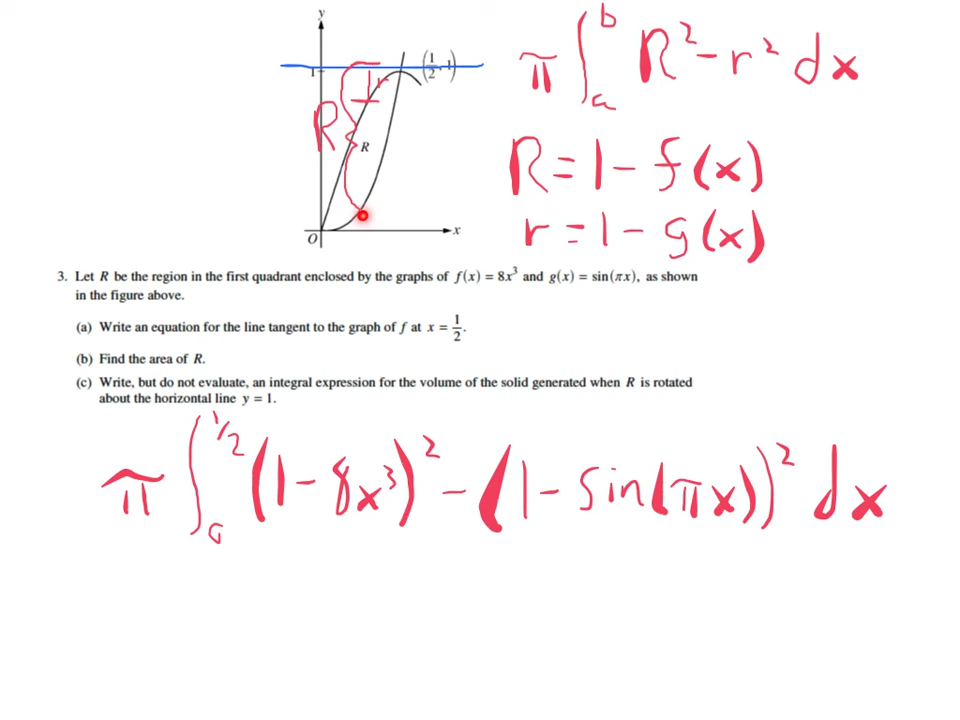 y
1
(1/2, 1)
R
r
R
O
x
π ∫_a^b R² - r² dx
R = 1 - f(x)
r = 1 - g(x)
3. Let R be the region in the first quadrant enclosed by the graphs of f(x) = 8x³ and g(x) = sin(πx), as shown
in the figure above.
(a) Write an equation for the line tangent to the graph of f at x = 1/2.
(b) Find the area of R.
(c) Write, but do not evaluate, an integral expression for the volume of the solid generated when R is rotated
about the horizontal line y = 1.
π ∫_0^1/2 (1 - 8x³)² - (1 - sin(πx))² dx